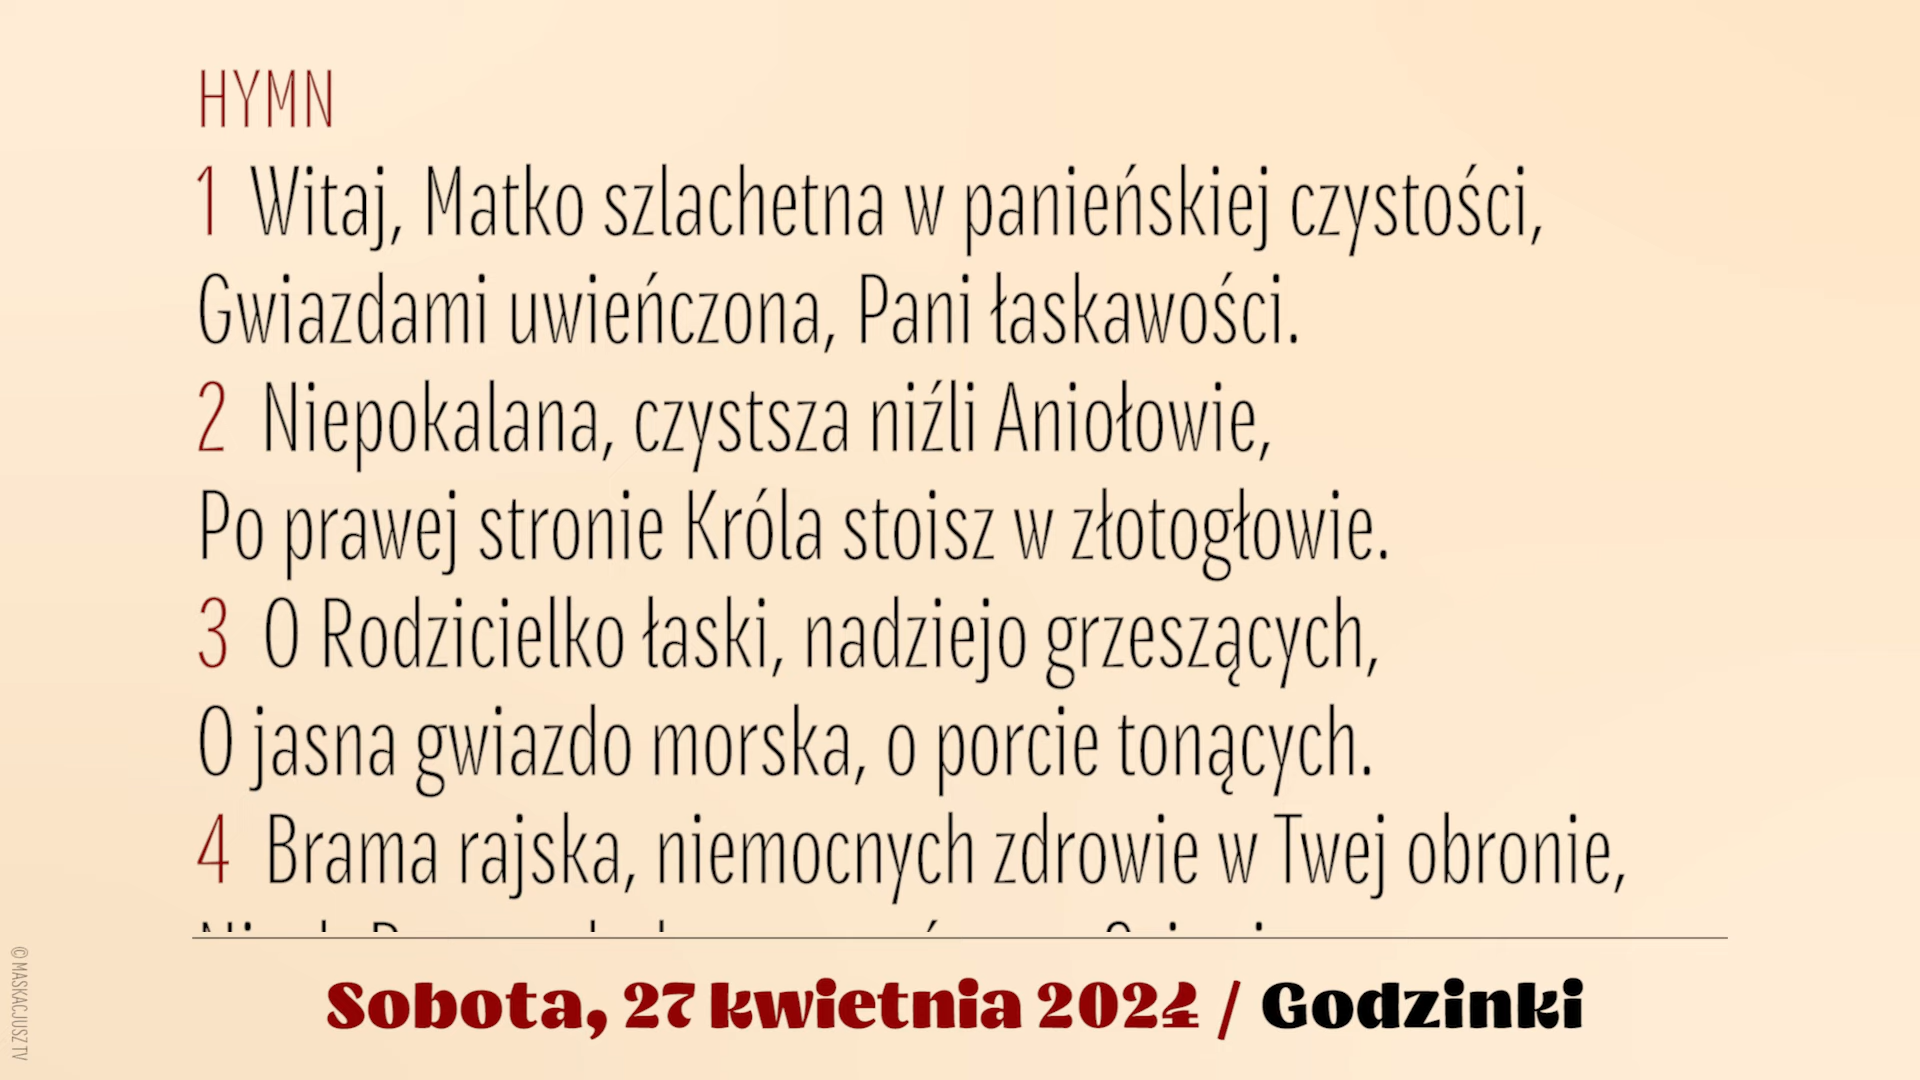 HYMN
1 Witaj, Matko szlachetna w panieńskiej czystości,
Gwiazdami uwieńczona, Pani łaskawości.
2 Niepokalana, czystsza niźli Aniołowie,
Po prawej stronie Króla stoisz w złotogłowie.
3 O Rodzicielko łaski, nadziejo grzeszących,
O jasna gwiazdo morska, o porcie tonących.
4 Brama rajska, niemocnych zdrowie w Twej obronie,
Sobota, 27 kwietnia 2024 / Godzinki
© MASKACJUSZ TV